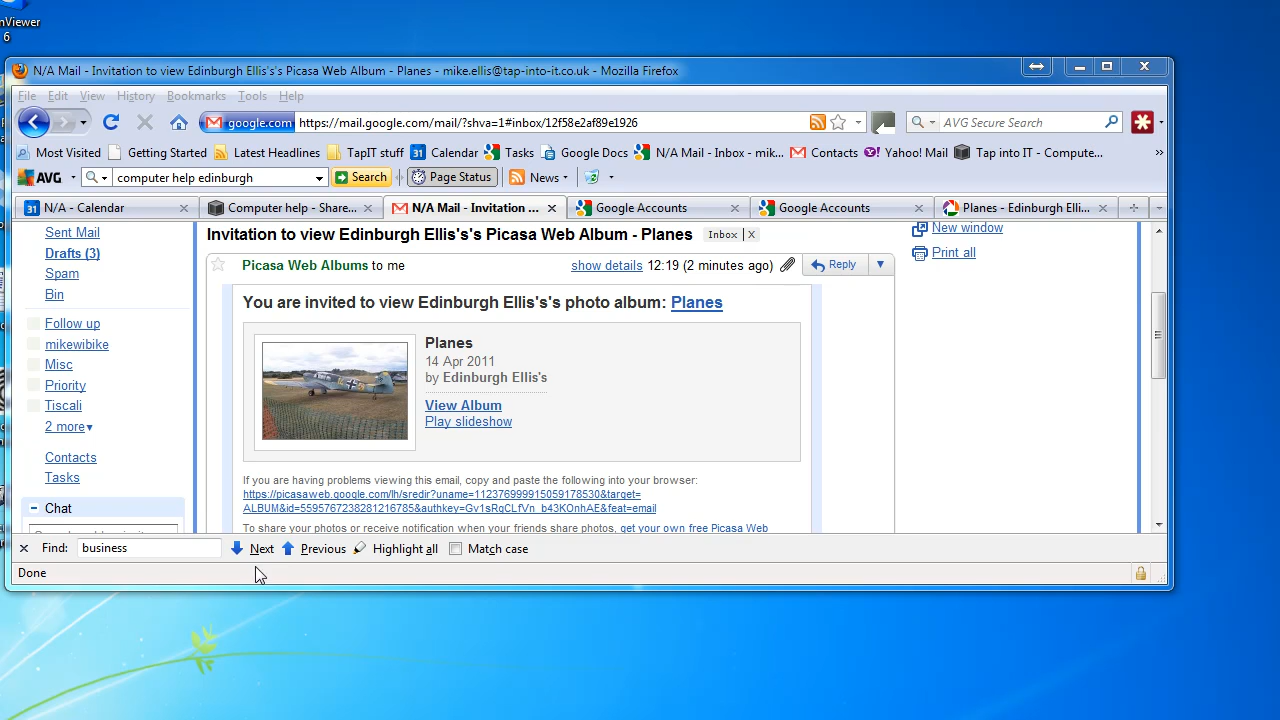 nViewer
6
N/A Mail - Invitation to view Edinburgh Ellis's's Picasa Web Album - Planes - mike.ellis@tap-into-it.co.uk - Mozilla Firefox
File Edit View History Bookmarks Tools Help
google.com https://mail.google.com/mail/?shva=1#inbox/12f58e2af89e1926 AVG Secure Search
Most Visited Getting Started Latest Headlines TapIT stuff 31 Calendar Tasks Google Docs N/A Mail - Inbox - mik... Contacts Yahoo! Mail Tap into IT - Compute... »
AVG computer help edinburgh Search Page Status News
31 N/A - Calendar Computer help - Share... N/A Mail - Invitation ... Google Accounts Google Accounts Planes - Edinburgh Elli...
Sent Mail
Drafts (3)
Spam
Bin
Follow up
mikewibike
Misc
Priority
Tiscali
2 more▾
Contacts
Tasks
Chat
Invitation to view Edinburgh Ellis's's Picasa Web Album - Planes Inbox X
Picasa Web Albums to me show details 12:19 (2 minutes ago) Reply
You are invited to view Edinburgh Ellis's's photo album: Planes
Planes
14 Apr 2011
by Edinburgh Ellis's
View Album
Play slideshow
If you are having problems viewing this email, copy and paste the following into your browser:
https://picasaweb.google.com/lh/sredir?uname=112376999915059178530&target=
ALBUM&id=5595767238281216785&authkey=Gv1sRqCLfVn_b43KOnhAE&feat=email
To share your photos or receive notification when your friends share photos, get your own free Picasa Web
New window
Print all
Find: business Next Previous Highlight all Match case
Done